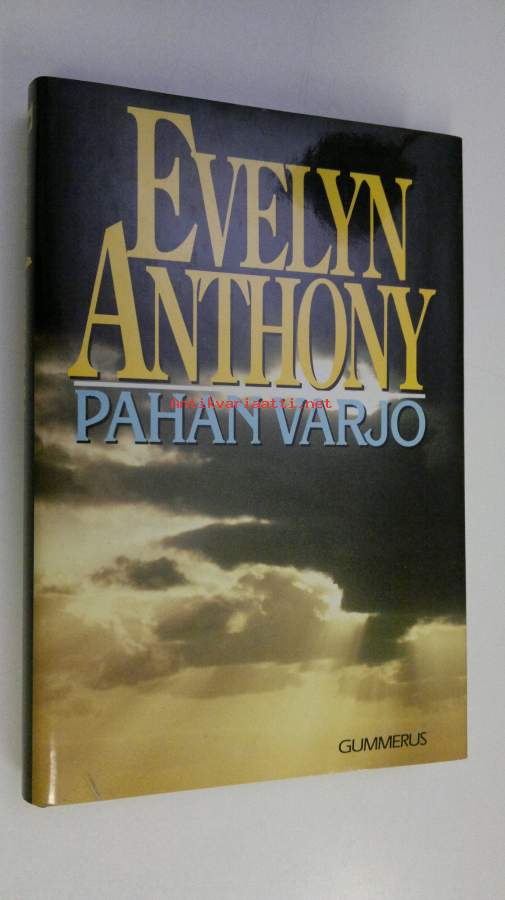 EVELYN
ANTHONY
Antikvariaatti.net
PAHAN VARJO
GUMMERUS